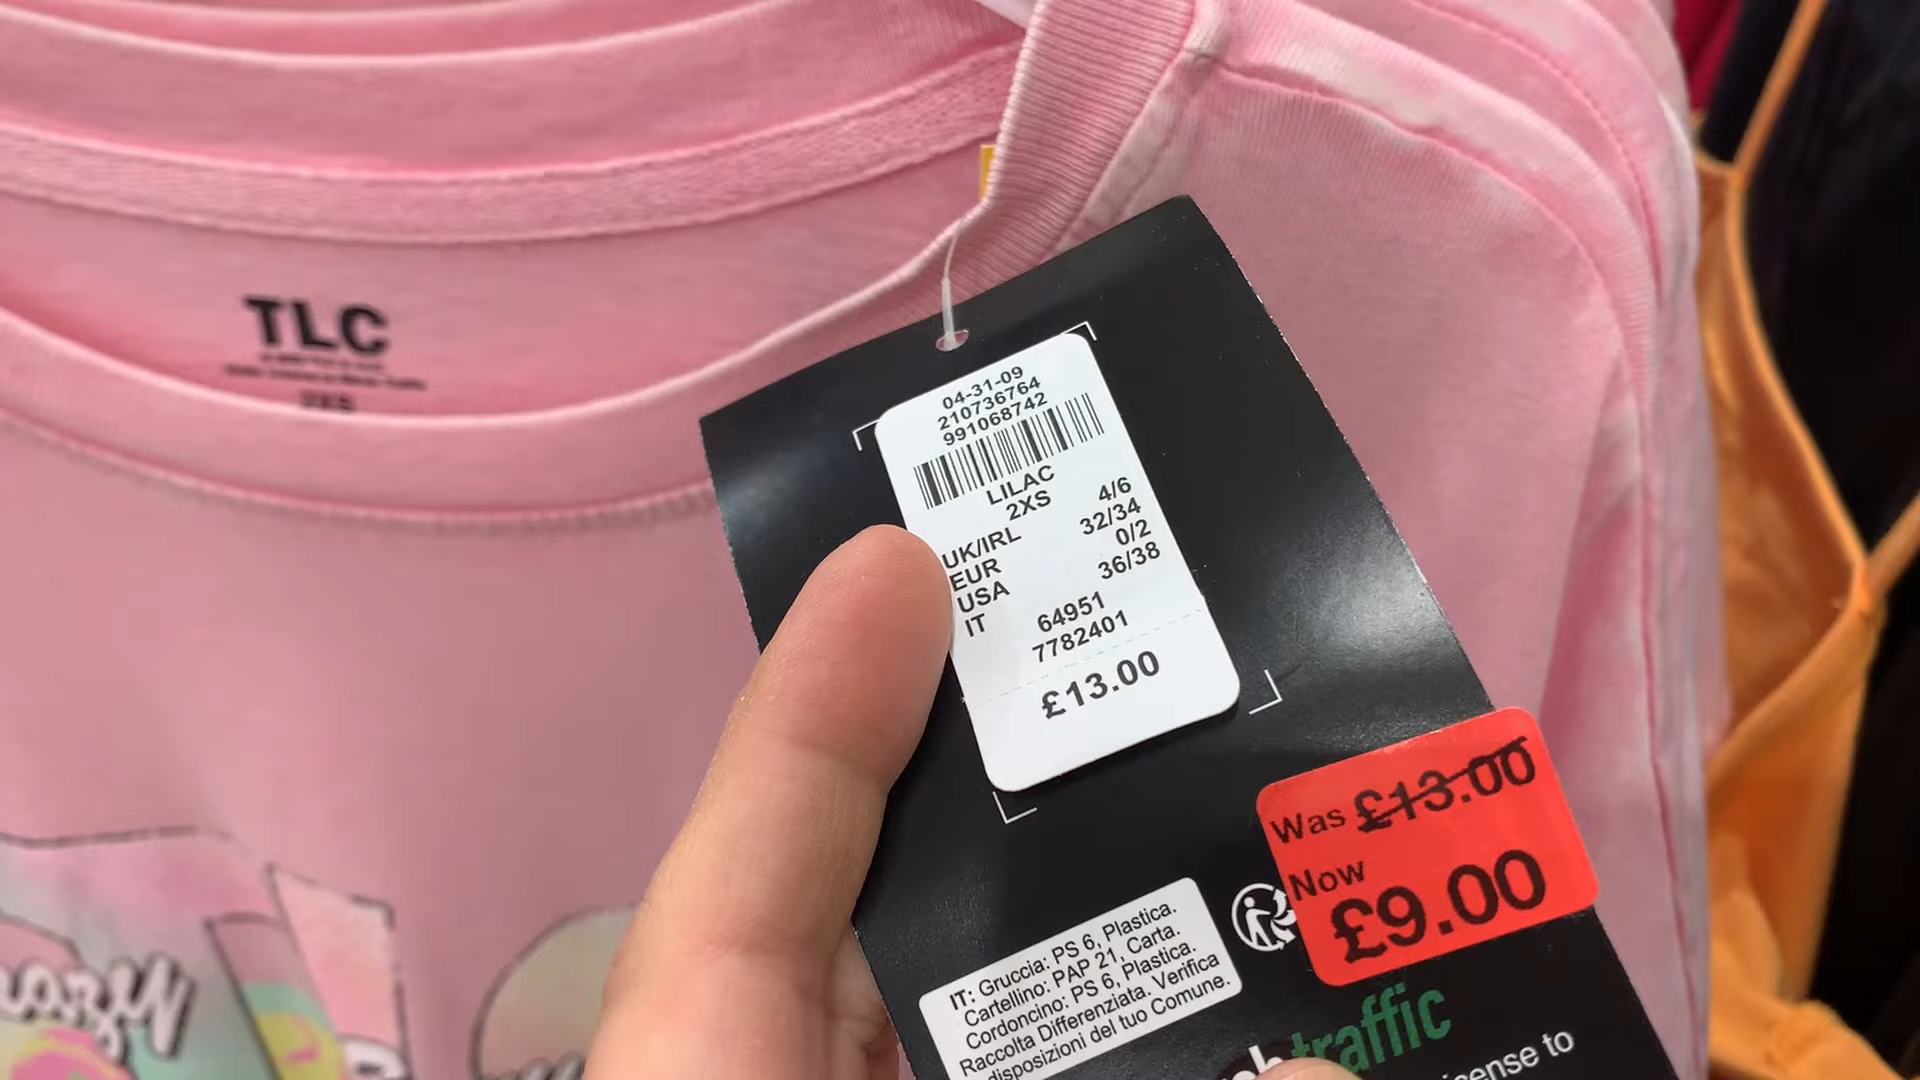 TLC
2XS
04-31-09
210736764
991068742
LILAC
2XS
UK/IRL 4/6
EUR 32/34
USA 0/2
IT 36/38
64951
7782401
£13.00
Was £13.00
Now
£9.00
IT: Gruccia: PS 6, Plastica.
Cartellino: PAP 21, Carta.
Cordoncino: PS 6, Plastica.
Raccolta Differenziata. Verifica
disposizioni del tuo Comune.
traffic
to